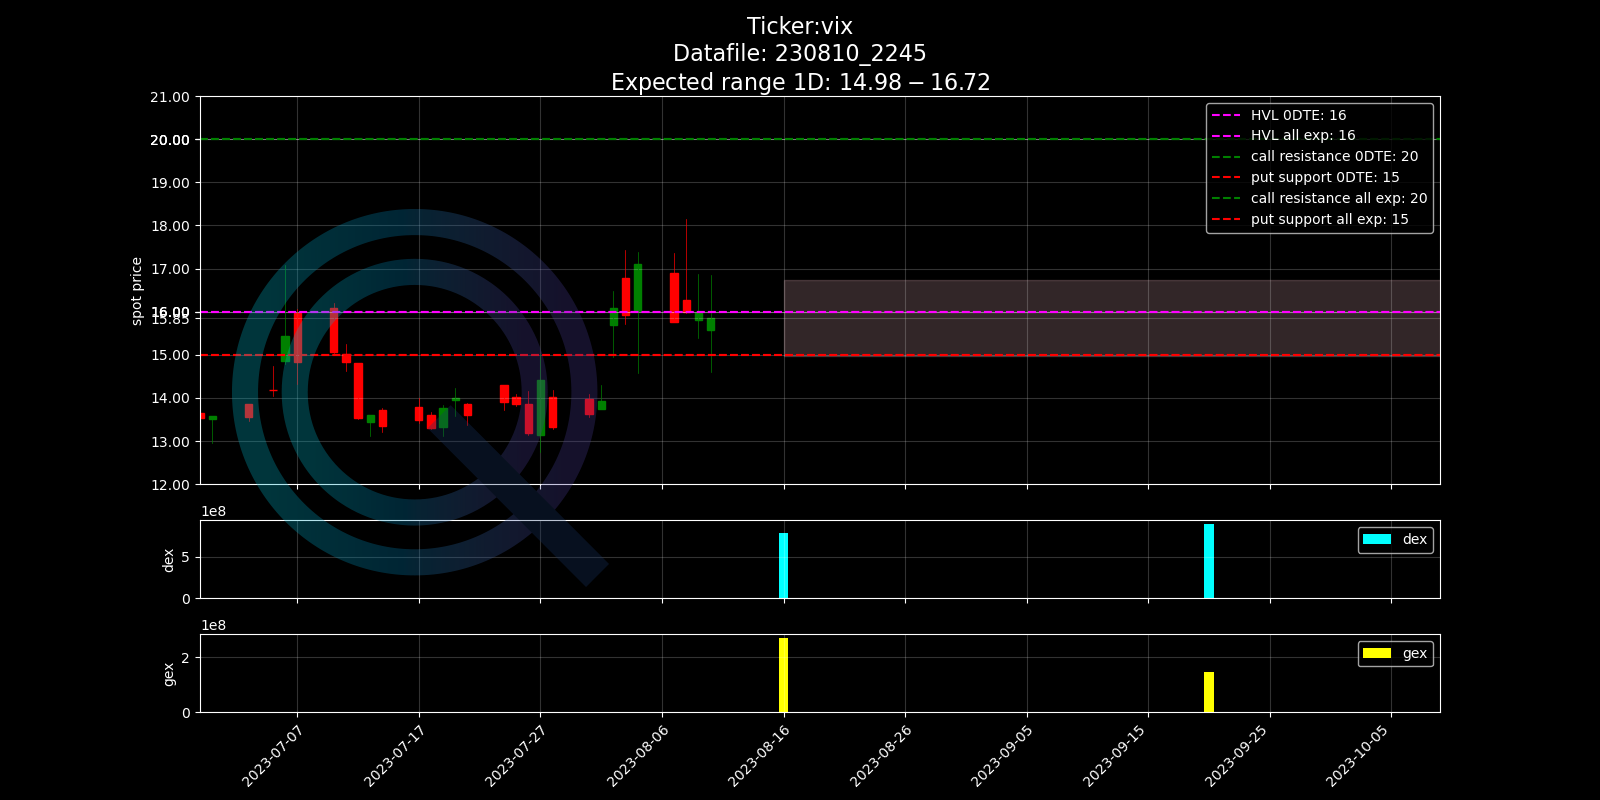 Ticker:vix
Datafile: 230810_2245
Expected range 1D: 14.98 − 16.72
21.00
20.00
19.00
18.00
17.00
16.00
15.85
15.00
14.00
13.00
12.00
spot price
HVL 0DTE: 16
HVL all exp: 16
call resistance 0DTE: 20
put support 0DTE: 15
call resistance all exp: 20
put support all exp: 15
1e8
5
0
dex
dex
1e8
2
0
gex
gex
2023-07-07
2023-07-17
2023-07-27
2023-08-06
2023-08-16
2023-08-26
2023-09-05
2023-09-15
2023-09-25
2023-10-05